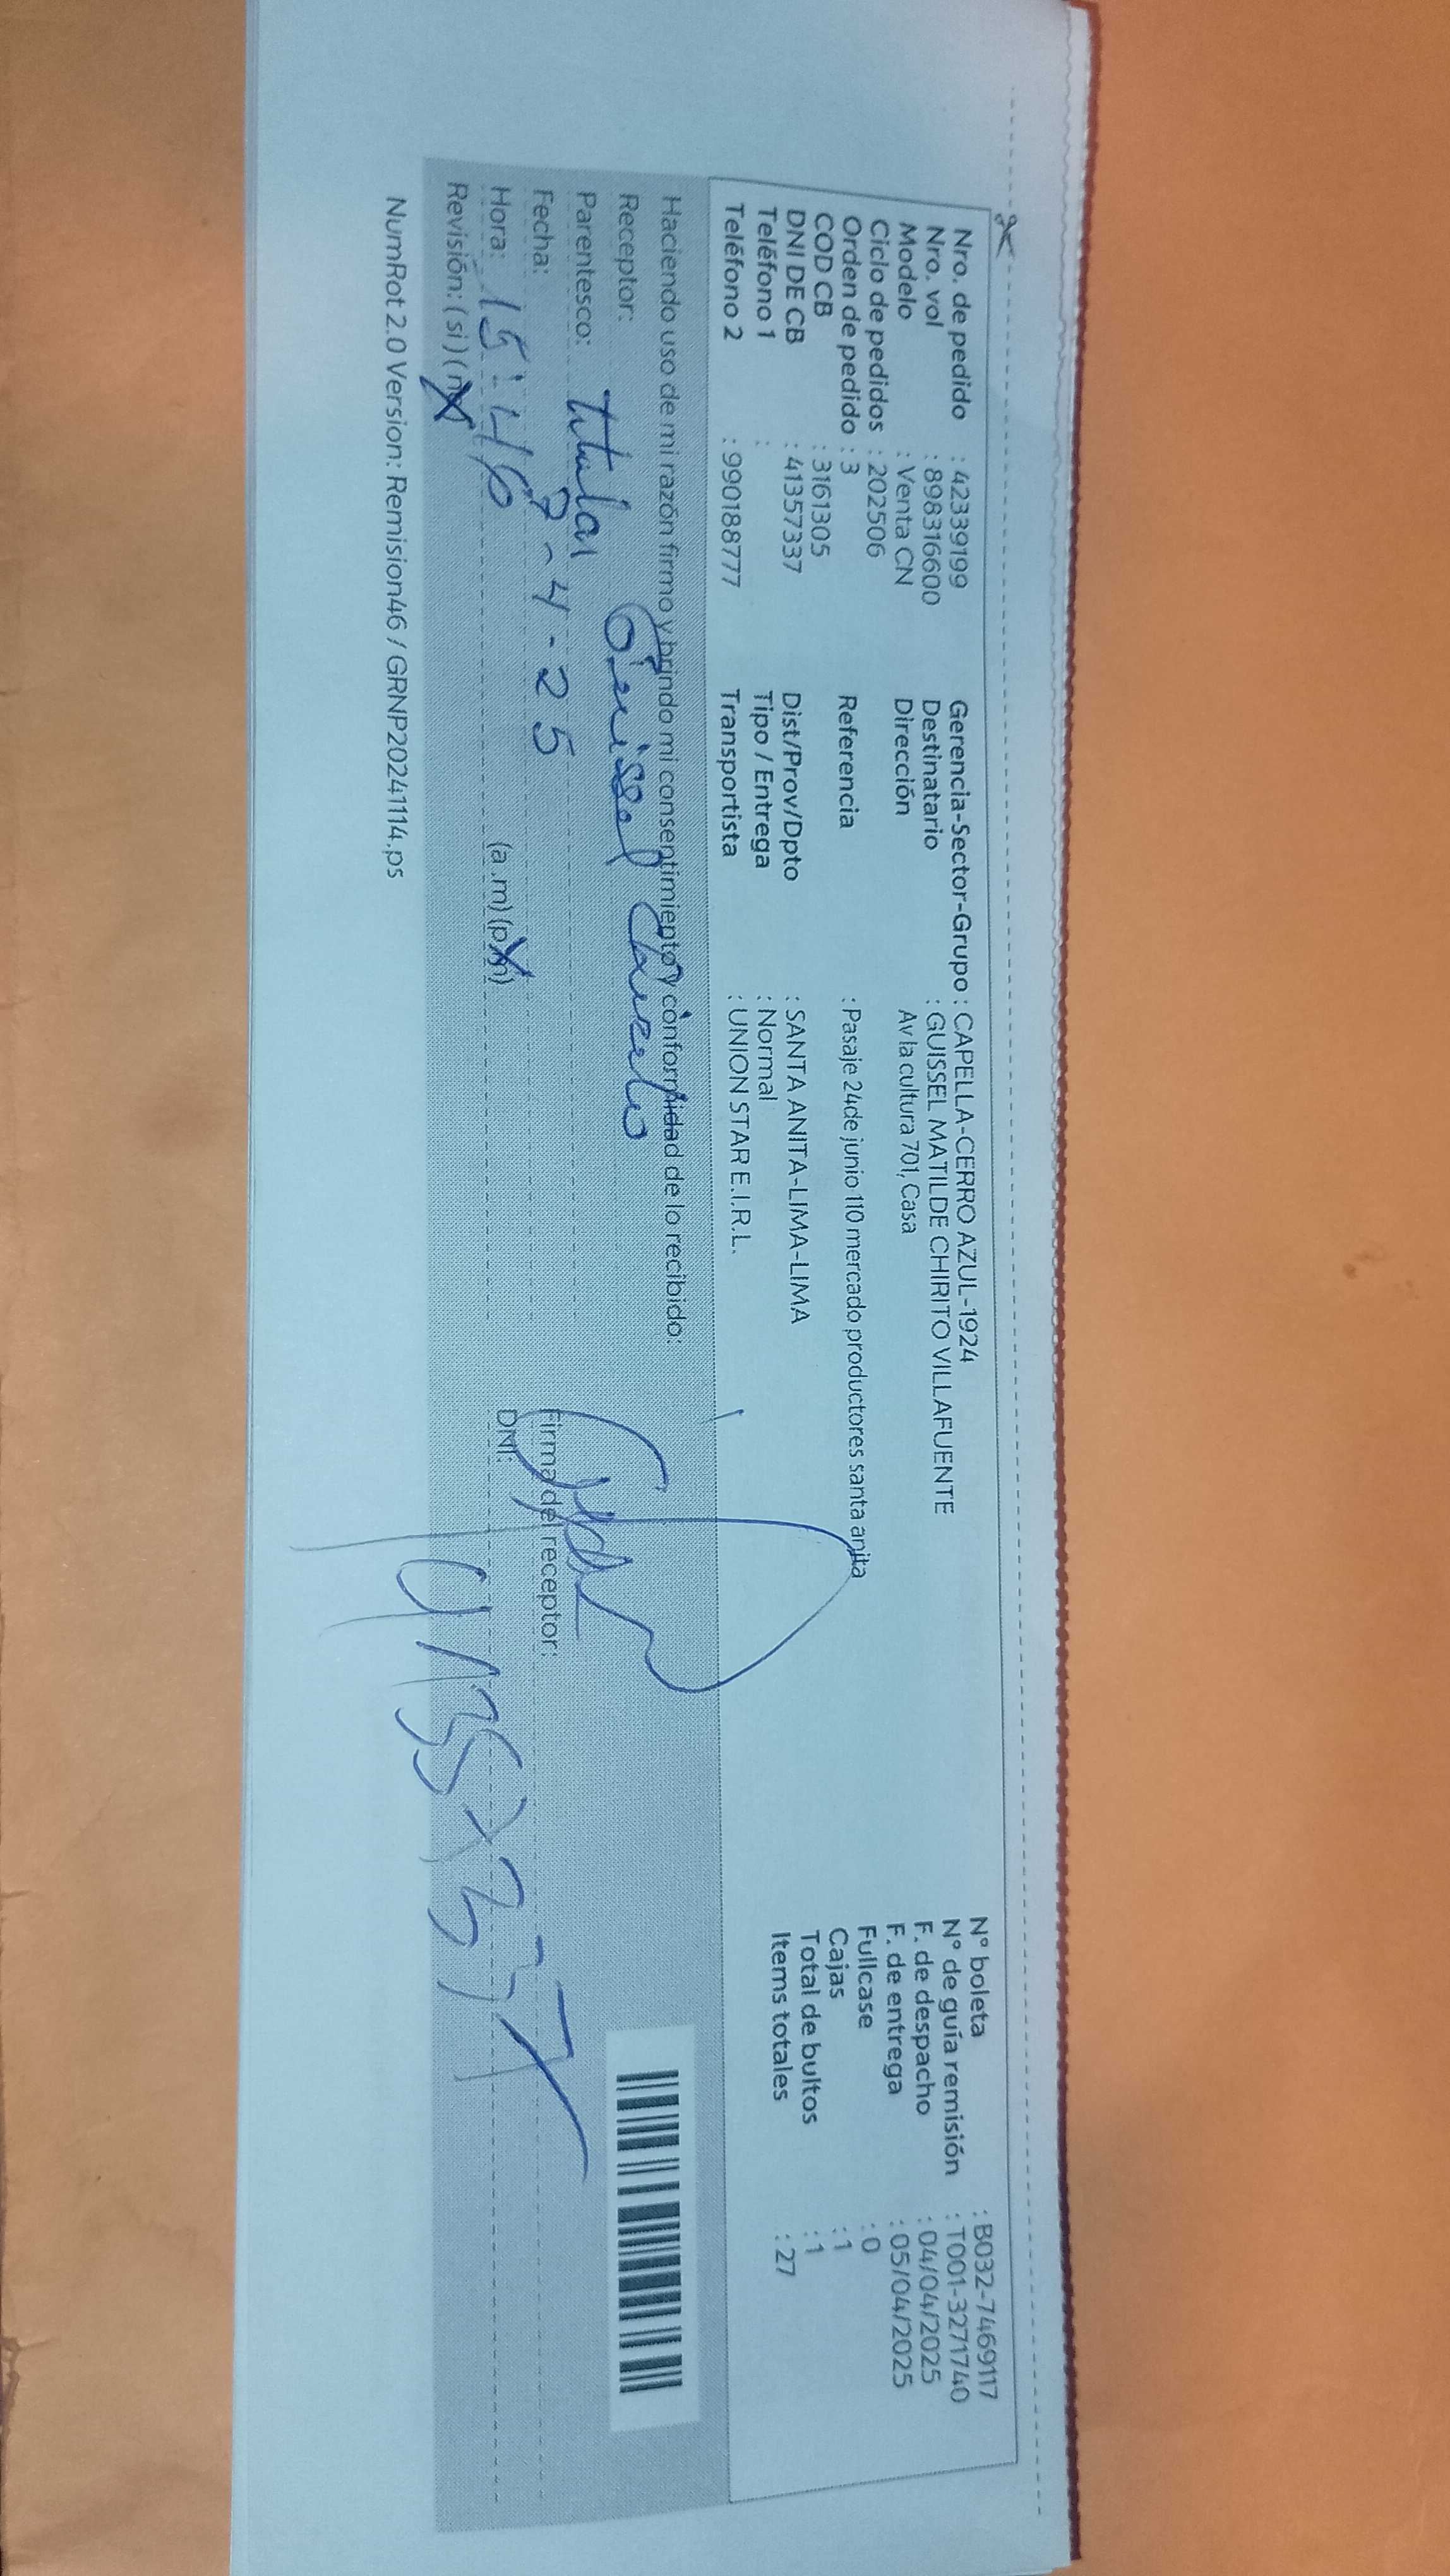 Nro. de pedido : 42339199
Nro. vol : 898316600
Modelo : Venta CN
Ciclo de pedidos : 202506
Orden de pedido : 3
COD CB : 3161305
DNI DE CB : 41357337
Teléfono 1 :
Teléfono 2 : 990188777
Gerencia-Sector-Grupo : CAPELLA-CERRO AZUL-1924
Destinatario : GUISSEL MATILDE CHIRITO VILLAFUENTE
Dirección Av la cultura 701, Casa
Referencia : Pasaje 24de junio 110 mercado productores santa anita
Dist/Prov/Dpto : SANTA ANITA-LIMA-LIMA
Tipo / Entrega : Normal
Transportista : UNION STAR E.I.R.L.
N° boleta : B032-7469117
N° de guía remisión : T001-3271740
F. de despacho : 04/04/2025
F. de entrega : 05/04/2025
Fullcase : 0
Cajas : 1
Total de bultos : 1
Items totales : 27
Haciendo uso de mi razón firmo y brindo mi consentimiento y conformidad de lo recibido:
Receptor:
Parentesco: titular
Fecha: 7-4-25
Hora: 15:46 (a.m) (p.m)
Revisión: (si) (no)
Firma del receptor:
DNI: 41357337
NumRot 2.0 Version: Remision46 / GRNP20241114.ps